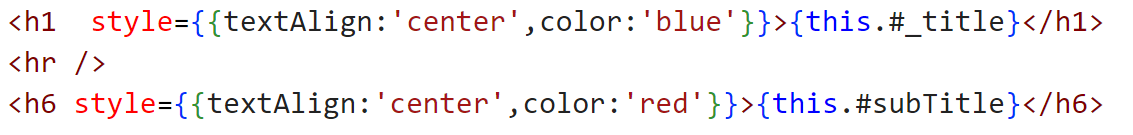 <h1  style={{textAlign:'center',color:'blue'}}>{this.#_title}</h1>
<hr />
<h6 style={{textAlign:'center',color:'red'}}>{this.#subTitle}</h6>